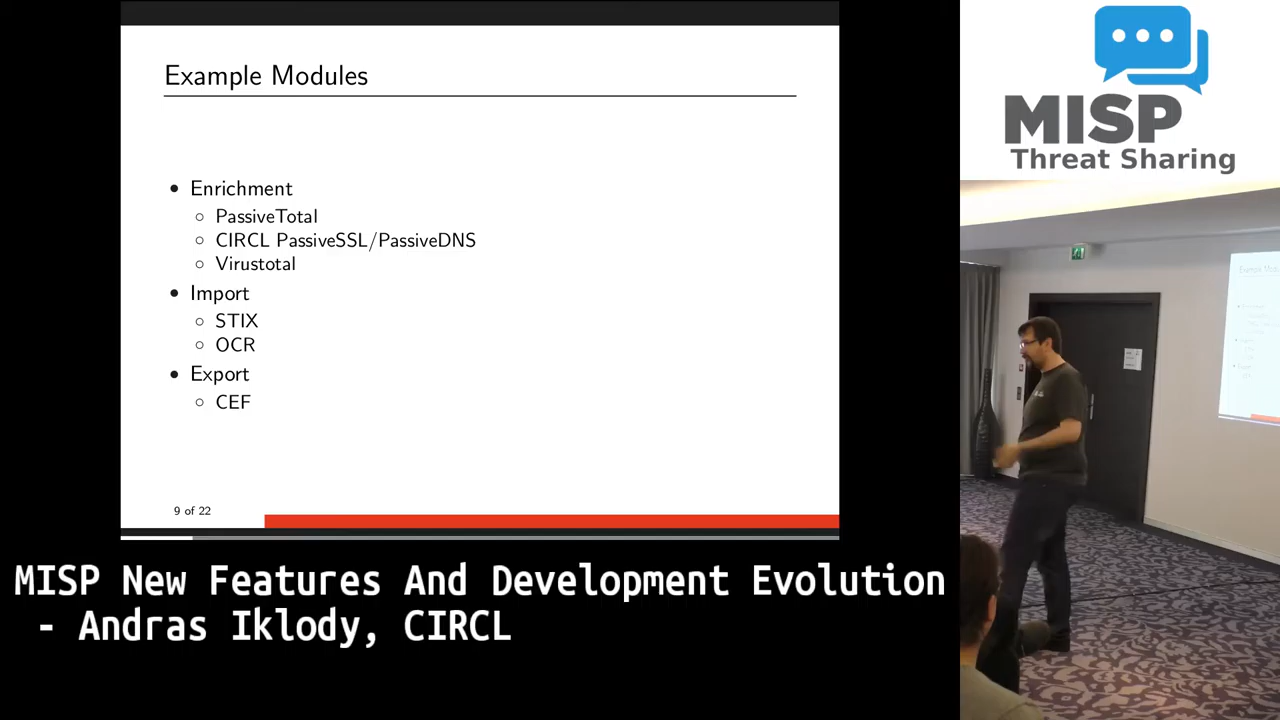 Example Modules
• Enrichment
◦ PassiveTotal
◦ CIRCL PassiveSSL/PassiveDNS
◦ Virustotal
• Import
◦ STIX
◦ OCR
• Export
◦ CEF
9 of 22
MISP
Threat Sharing
MISP New Features And Development Evolution
- Andras Iklody, CIRCL